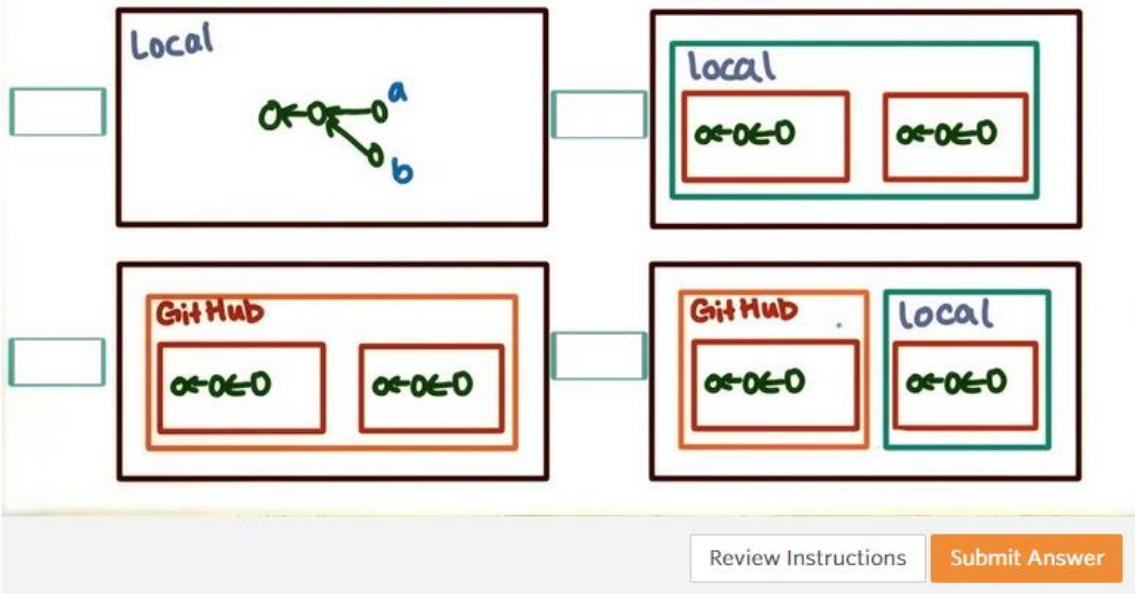 Local
a
b
local
GitHub
GitHub
local
Review Instructions
Submit Answer